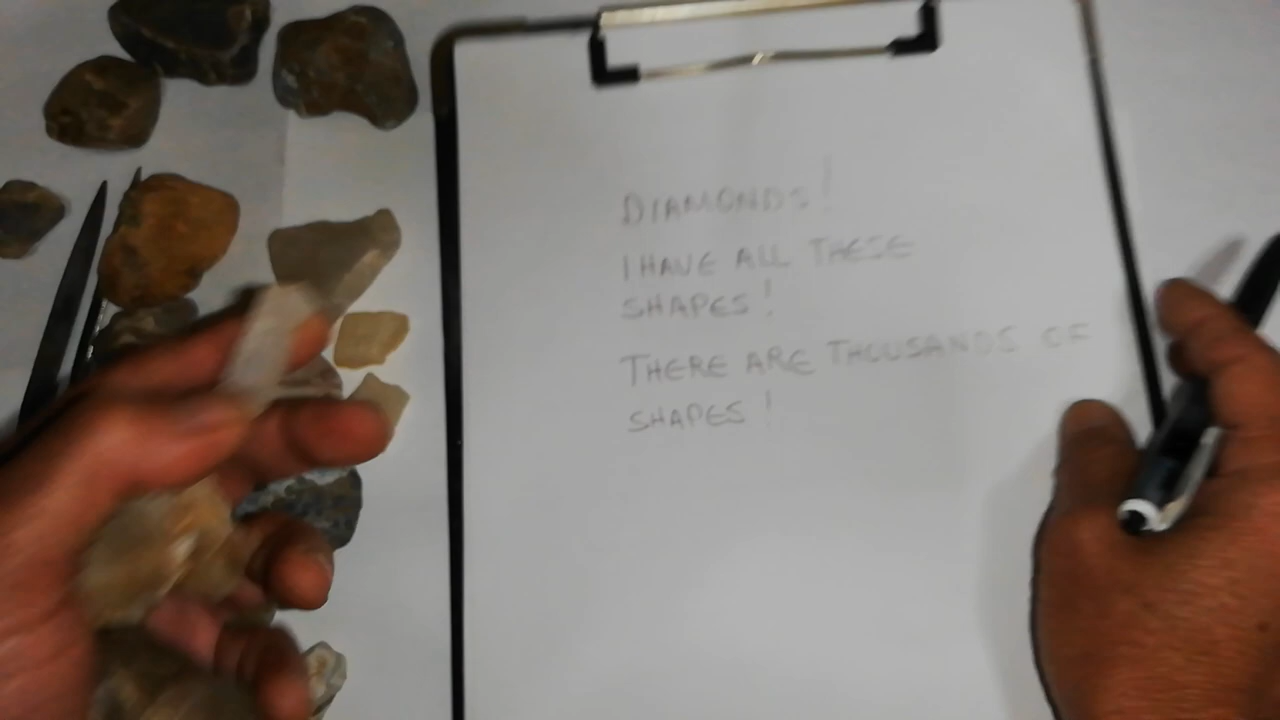 DIAMONDS!
I HAVE ALL THESE
SHAPES!
THERE ARE THOUSANDS OF
SHAPES!